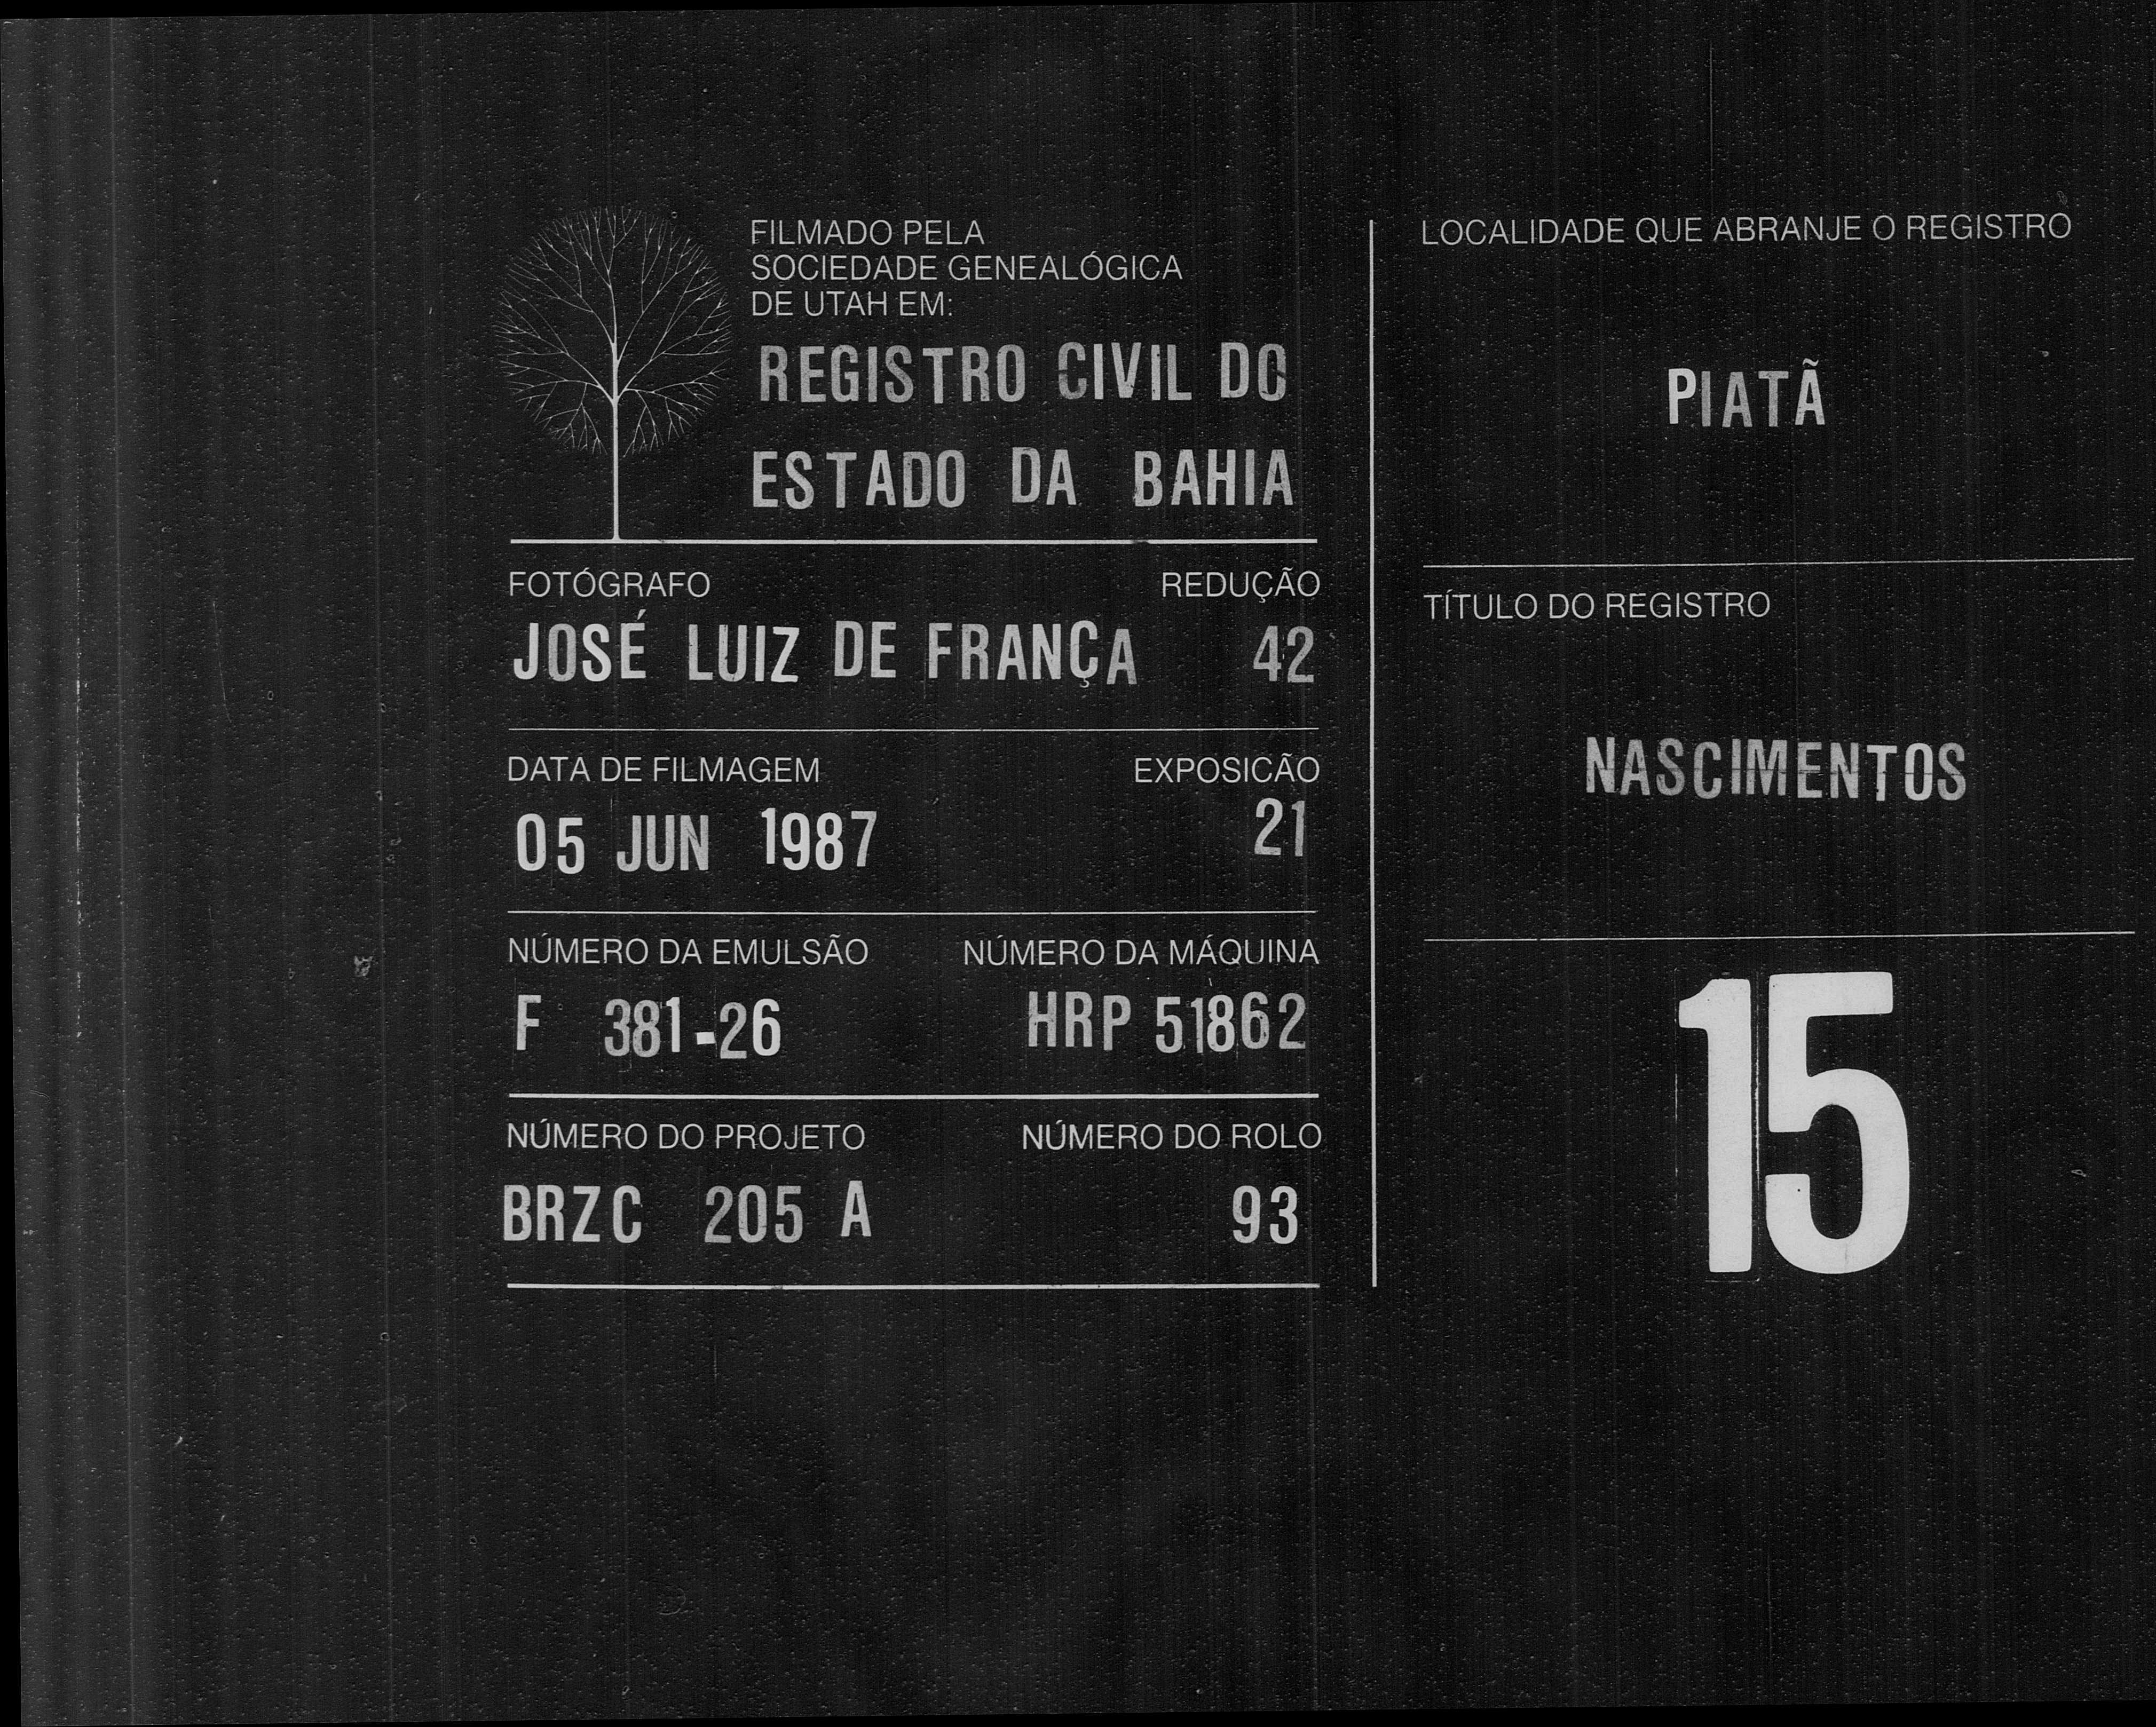 FILMADO PELA
SOCIEDADE GENEALÓGICA
DE UTAH EM:
REGISTRO CIVIL DO
ESTADO DA BAHIA
FOTÓGRAFO REDUÇÃO
JOSÉ LUIZ DE FRANÇA 42
DATA DE FILMAGEM EXPOSICÃO
05 JUN 1987 21
NÚMERO DA EMULSÃO NÚMERO DA MÁQUINA
F 381-26 HRP 51862
NÚMERO DO PROJETO NÚMERO DO ROLO
BRZC 205 A 93
LOCALIDADE QUE ABRANJE O REGISTRO
PIATÃ
TÍTULO DO REGISTRO
NASCIMENTOS
15